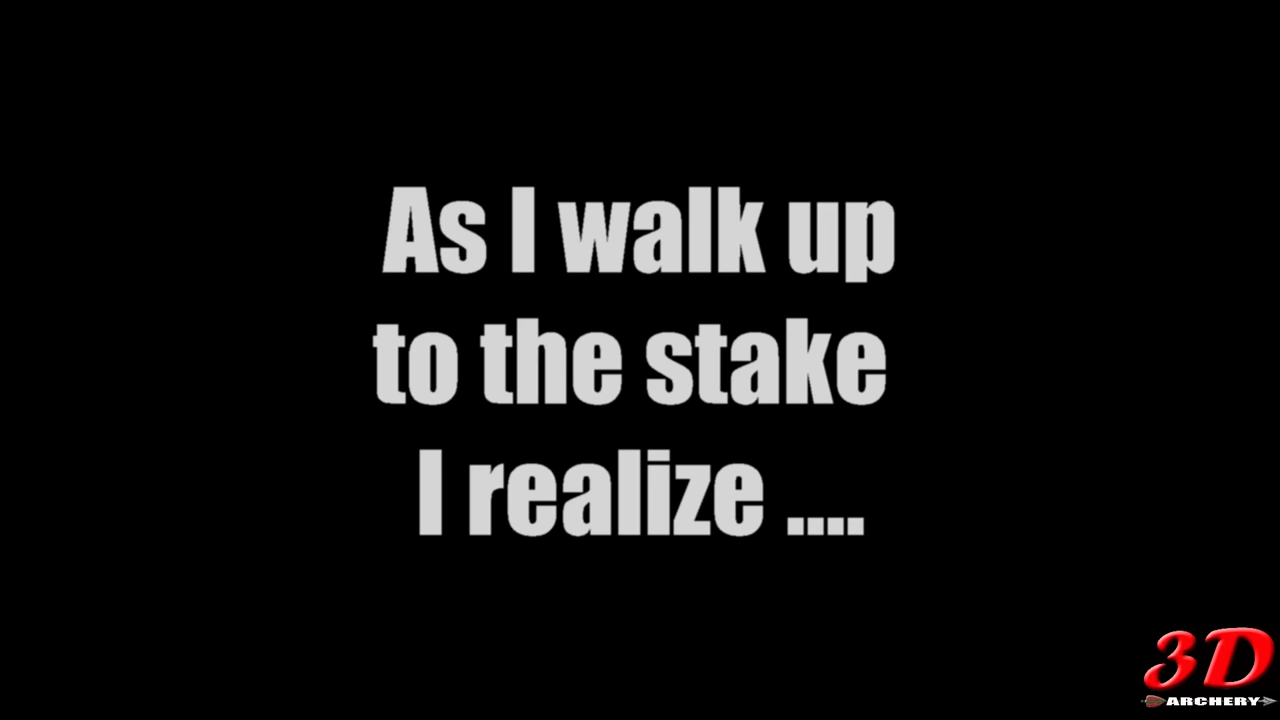 As I walk up
to the stake
I realize ....
3D
ARCHERY